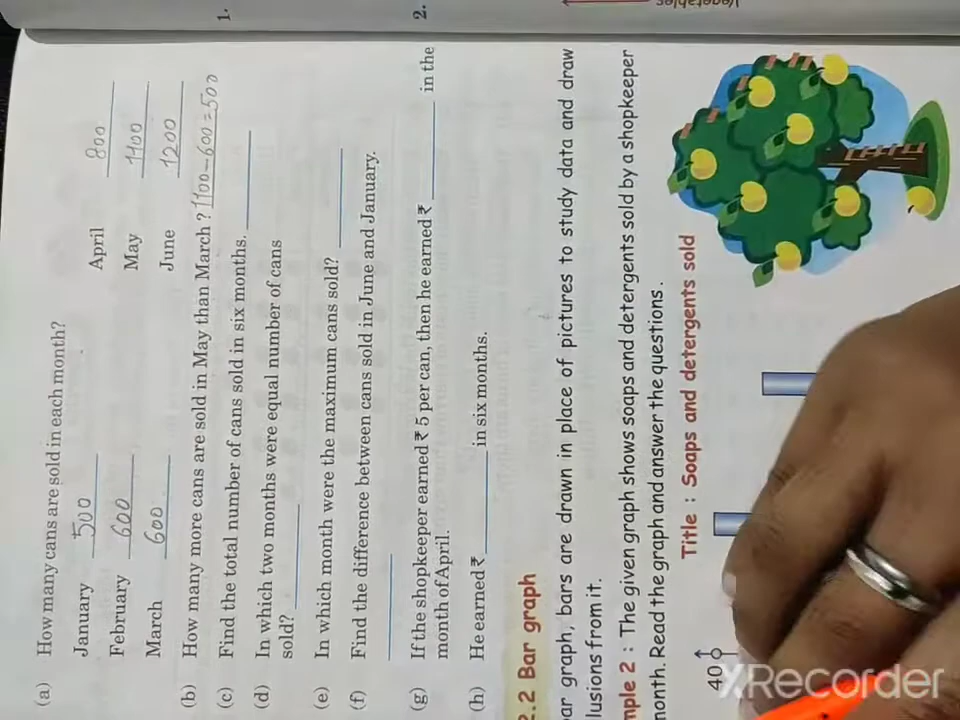 (a) How many cans are sold in each month?
January 500 April 800
February 600 May 1100
March 600 June 1200
(b) How many more cans are sold in May than March ? 1100-600=500
(c) Find the total number of cans sold in six months.
(d) In which two months were equal number of cans
sold?
(e) In which month were the maximum cans sold?
(f) Find the difference between cans sold in June and January.
(g) If the shopkeeper earned ₹ 5 per can, then he earned ₹ in the
month of April.
(h) He earned ₹ in six months.
2.2 Bar graph
bar graph, bars are drawn in place of pictures to study data and draw
lusions from it.
mple 2 : The given graph shows soaps and detergents sold by a shopkeeper
month. Read the graph and answer the questions.
Title : Soaps and detergents sold
40
1.
2.
Vegetables
XRecorder